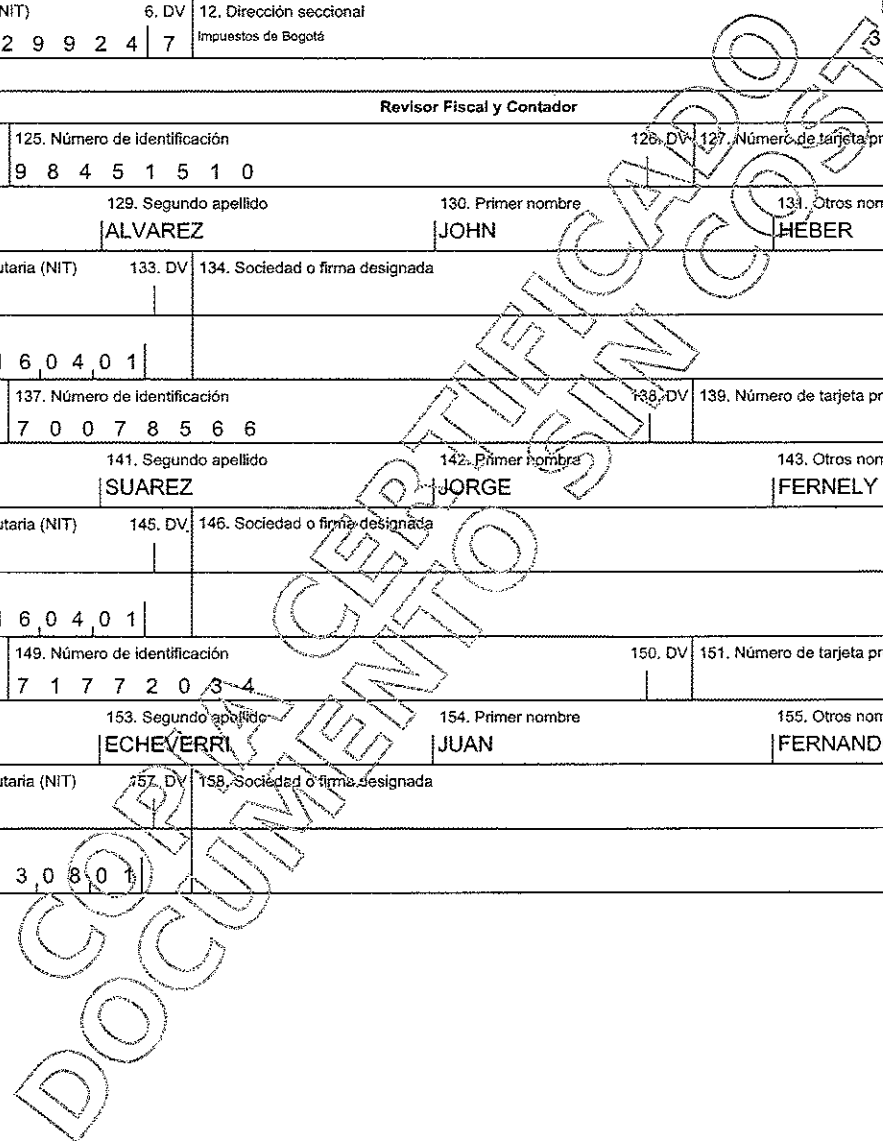 NIT) 6. DV 12. Dirección seccional
2 9 9 2 4 7 Impuestos de Bogotá 3
Revisor Fiscal y Contador
125. Número de identificación 126. DV 127. Número de tarjeta pr
9 8 4 5 1 5 1 0
129. Segundo apellido 130. Primer nombre 131. Otros nom
ALVAREZ JOHN HEBER
utaria (NIT) 133. DV 134. Sociedad o firma designada
1 6 0 4 0 1
137. Número de identificación 138. DV 139. Número de tarjeta pr
7 0 0 7 8 5 6 6
141. Segundo apellido 142. Primer nombre 143. Otros nom
SUAREZ JORGE FERNELY
utaria (NIT) 145. DV 146. Sociedad o firma designada
1 6 0 4 0 1
149. Número de identificación 150. DV 151. Número de tarjeta pr
7 1 7 7 2 0 3 4
153. Segundo apellido 154. Primer nombre 155. Otros nom
ECHEVERRI JUAN FERNAND
utaria (NIT) 157. DV 158. Sociedad o firma designada
3 0 8 0 1
COPIA CERTIFICADO
DOCUMENTO SIN COST